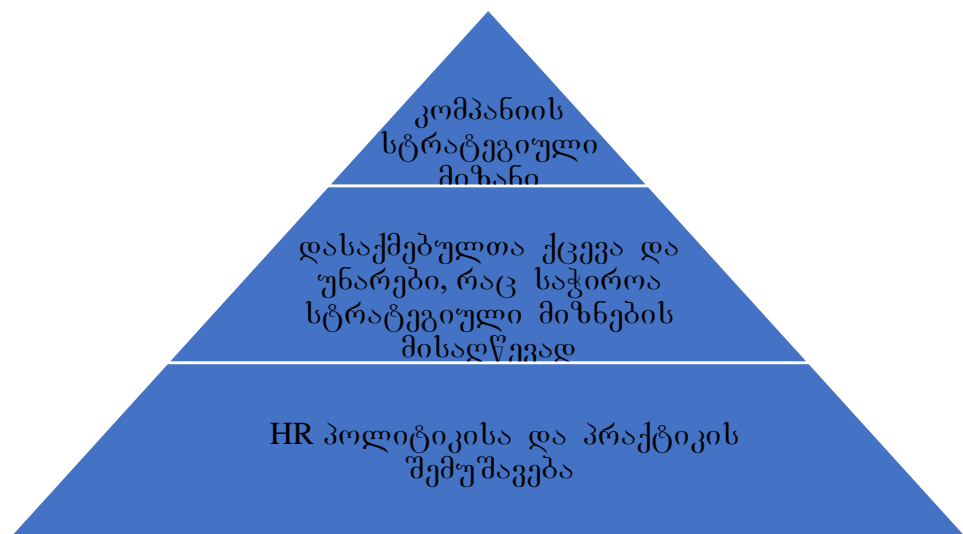 კომპანიის
სტრატეგიული
მიზანი
დასაქმებულთა ქცევა და
უნარები, რაც საჭიროა
სტრატეგიული მიზნების
მისაღწევად
HR პოლიტიკისა და პრაქტიკის
შემუშავება